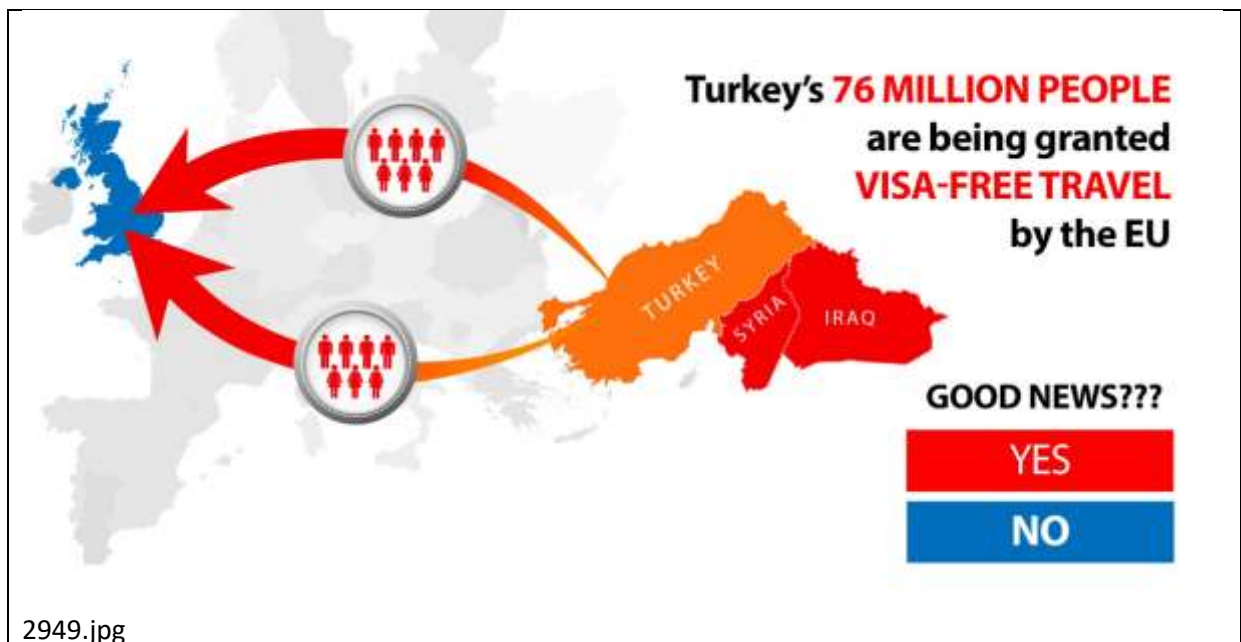 Turkey's 76 MILLION PEOPLE
are being granted
VISA-FREE TRAVEL
by the EU
TURKEY
SYRIA
IRAQ
GOOD NEWS???
YES
NO
2949.jpg